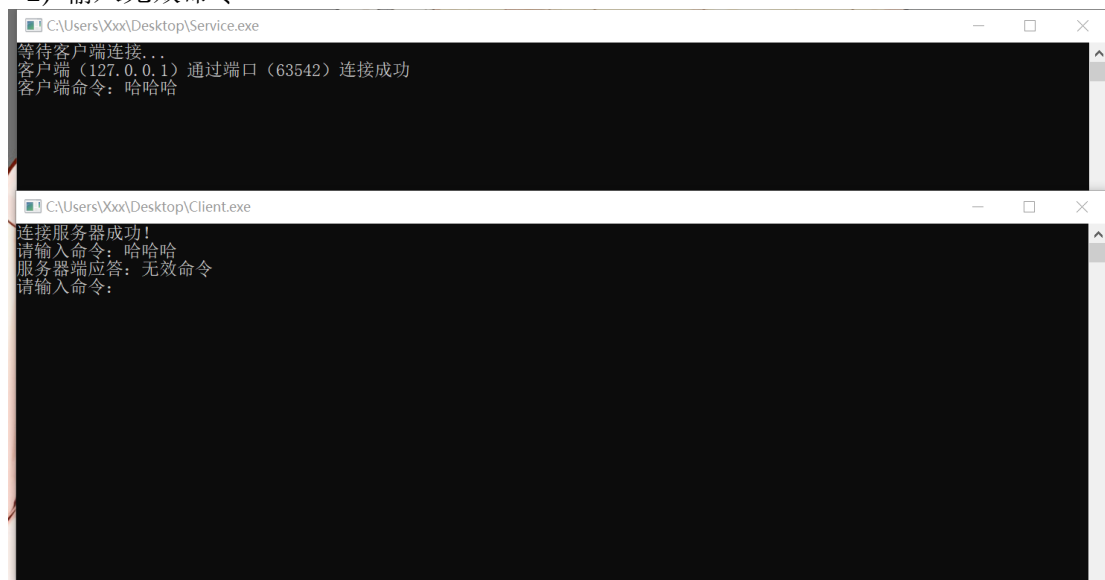 C:\Users\Xxx\Desktop\Service.exe
等待客户端连接...
客户端（127.0.0.1）通过端口（63542）连接成功
客户端命令：哈哈哈
C:\Users\Xxx\Desktop\Client.exe
连接服务器成功！
请输入命令：哈哈哈
服务器端应答：无效命令
请输入命令：